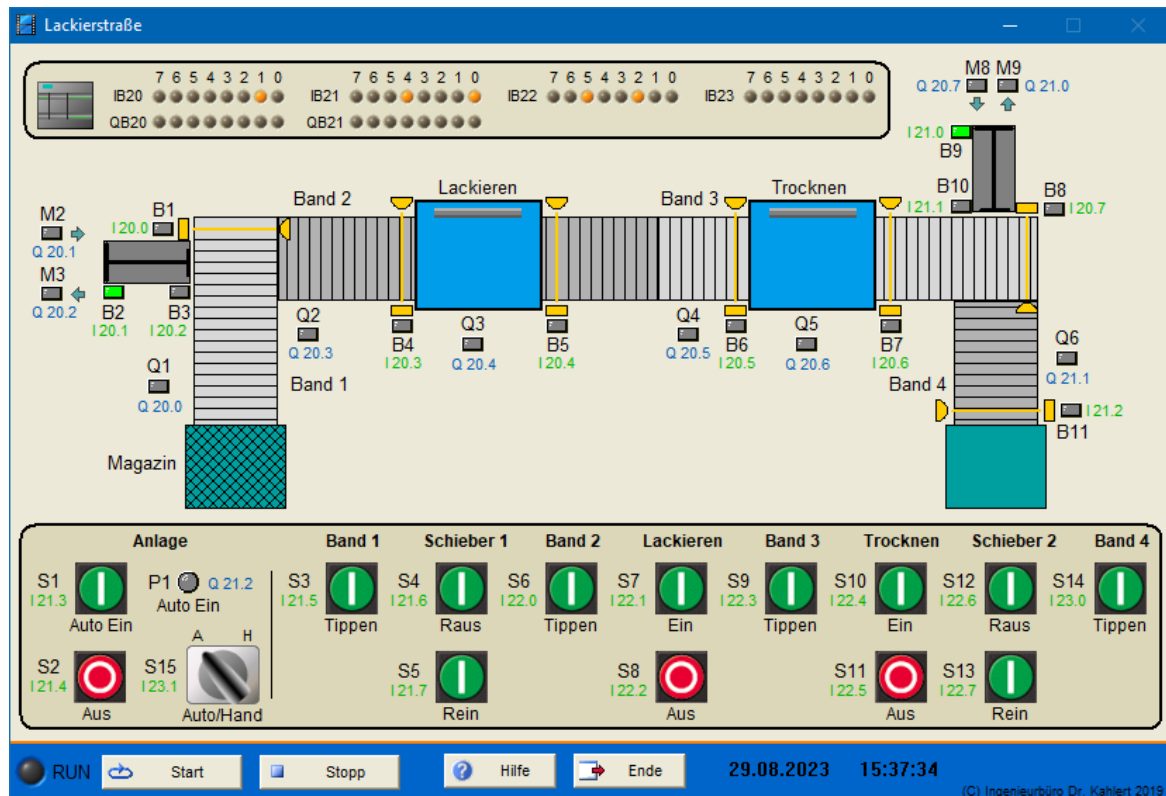 Lackierstraße
7 6 5 4 3 2 1 0 7 6 5 4 3 2 1 0 7 6 5 4 3 2 1 0 7 6 5 4 3 2 1 0
IB20 IB21 IB22 IB23
QB20 QB21
M8 M9
Q 20.7 Q 21.0
I 21.0
B9
B10
I 21.1
B8
I 20.7
Band 2 Lackieren Band 3 Trocknen
M2
Q 20.1
M3
Q 20.2
B1
I 20.0
B2
I 20.1
B3
I 20.2
Q1
Q 20.0
Q2
Q 20.3
Band 1
B4
I 20.3
Q3
Q 20.4
B5
I 20.4
Q4
Q 20.5
B6
I 20.5
Q5
Q 20.6
B7
I 20.6
Band 4
Q6
Q 21.1
I 21.2
B11
Magazin
Anlage Band 1 Schieber 1 Band 2 Lackieren Band 3 Trocknen Schieber 2 Band 4
S1 P1 Q 21.2 S3 S4 S6 S7 S9 S10 S12 S14
I 21.3 I 21.5 I 21.6 I 22.0 I 22.1 I 22.3 I 22.4 I 22.6 I 23.0
Auto Ein Auto Ein Tippen Raus Tippen Ein Tippen Ein Raus Tippen
A H
S2 S15 S5 S8 S11 S13
I 21.4 I 23.1 I 21.7 I 22.2 I 22.5 I 22.7
Aus Auto/Hand Rein Aus Aus Rein
RUN Start Stopp Hilfe Ende 29.08.2023 15:37:34
(C) Ingenieurbüro Dr. Kahlert 2019